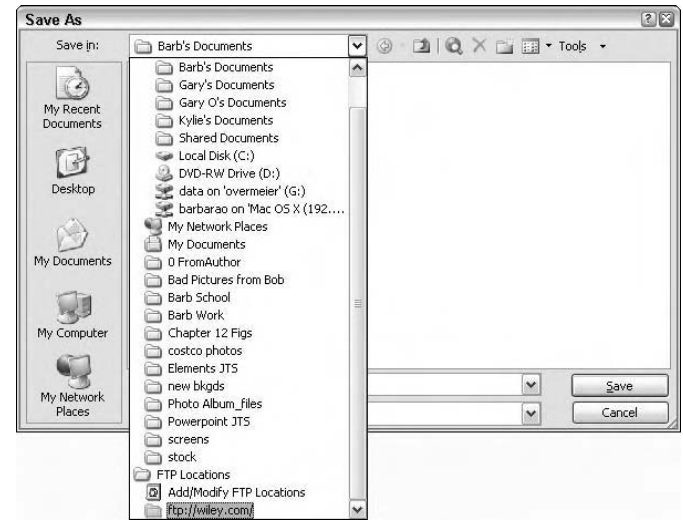 Save As
Save in:
Barb's Documents
Tools
My Recent
Documents
Desktop
My Documents
My Computer
My Network
Places
Barb's Documents
Gary's Documents
Gary O's Documents
Kylie's Documents
Shared Documents
Local Disk (C:)
DVD-RW Drive (D:)
data on 'overmeier' (G:)
barbarao on 'Mac OS X (192....
My Network Places
My Documents
0 FromAuthor
Bad Pictures from Bob
Barb School
Barb Work
Chapter 12 Figs
costco photos
Elements JTS
new bkgds
Photo Album_files
Powerpoint JTS
screens
stock
FTP Locations
Add/Modify FTP Locations
ftp://wiley.com/
Save
Cancel